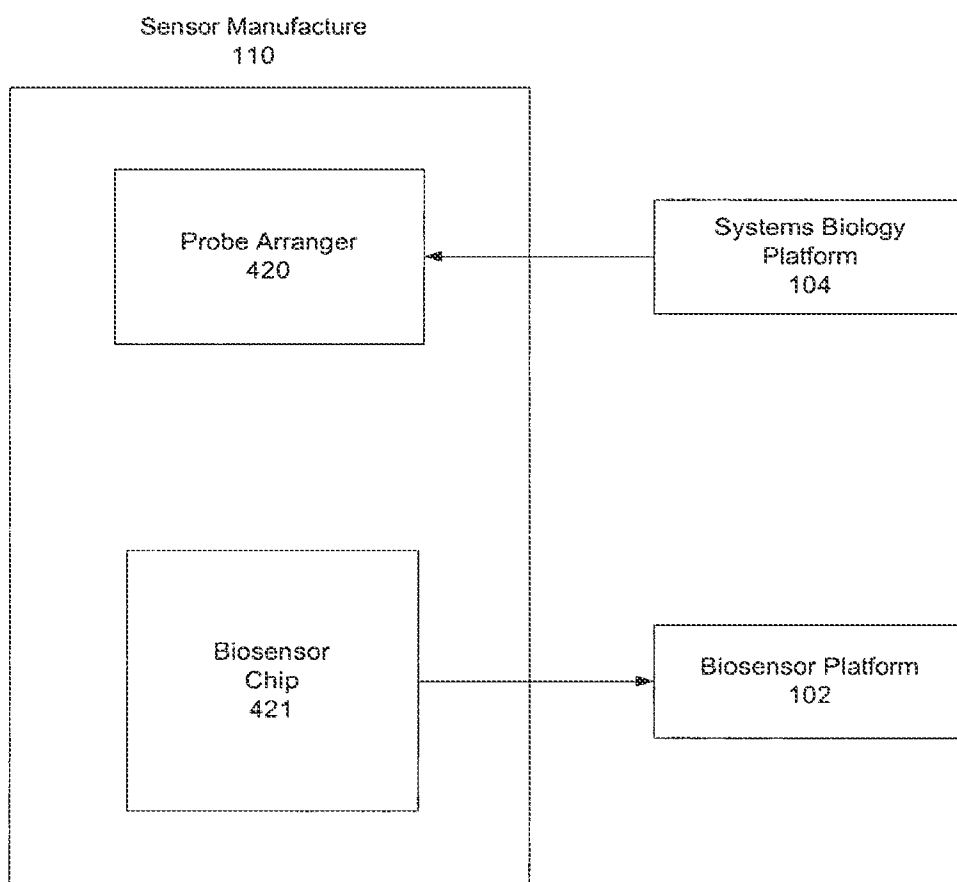 Sensor Manufacture
110
Probe Arranger
420
Systems Biology
Platform
104
Biosensor
Chip
421
Biosensor Platform
102